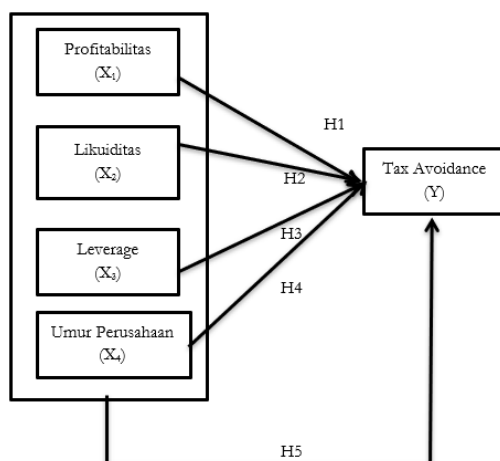 Profitabilitas
(X₁)
H1
Likuiditas
(X₂)
Tax Avoidance
(Y)
H2
Leverage
(X₃)
H3
H4
Umur Perusahaan
(X₄)
H5